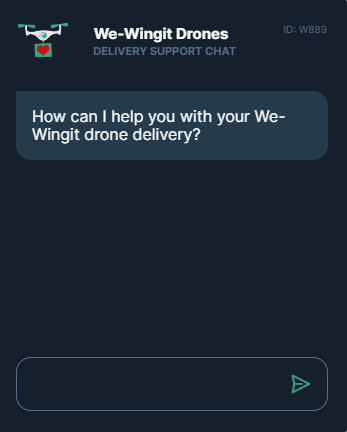 We-Wingit Drones
ID: W889
DELIVERY SUPPORT CHAT
How can I help you with your We-
Wingit drone delivery?